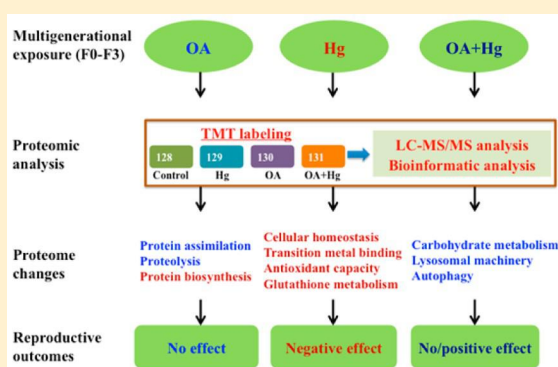 Multigenerational
exposure (F0-F3)
OA
Hg
OA+Hg
Proteomic
analysis
TMT labeling
128
129
130
131
Control
Hg
OA
OA+Hg
LC-MS/MS analysis
Bioinformatic analysis
Proteome
changes
Protein assimilation
Proteolysis
Protein biosynthesis
Cellular homeostasis
Transition metal binding
Antioxidant capacity
Glutathione metabolism
Carbohydrate metabolism
Lysosomal machinery
Autophagy
Reproductive
outcomes
No effect
Negative effect
No/positive effect